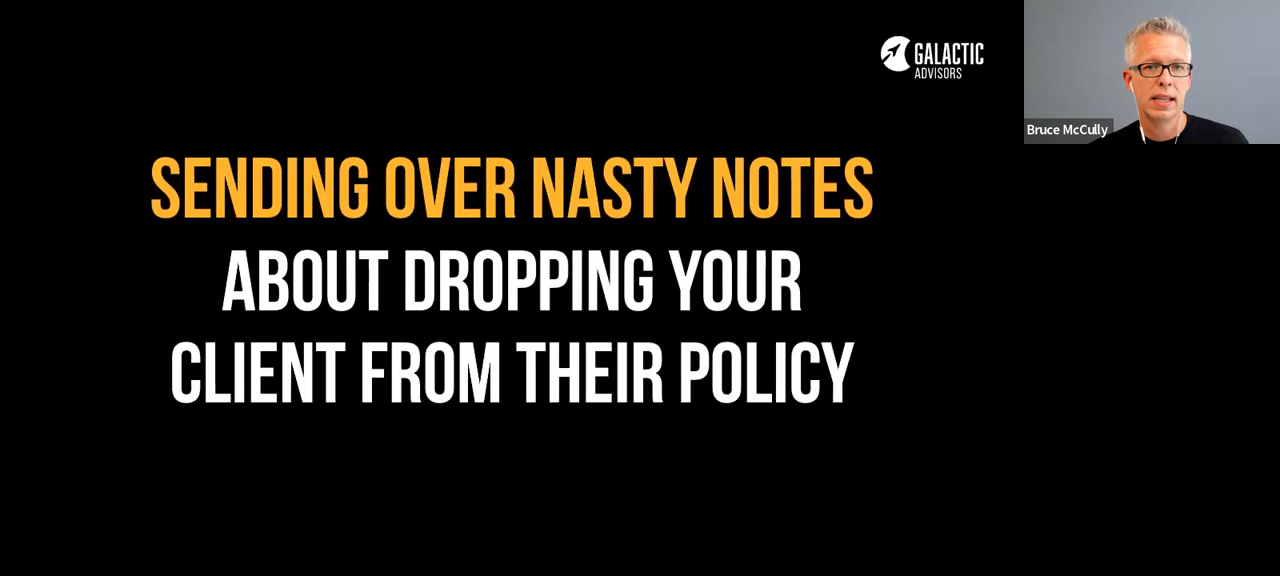 GALACTIC
ADVISORS
Bruce McCully
SENDING OVER NASTY NOTES
ABOUT DROPPING YOUR
CLIENT FROM THEIR POLICY